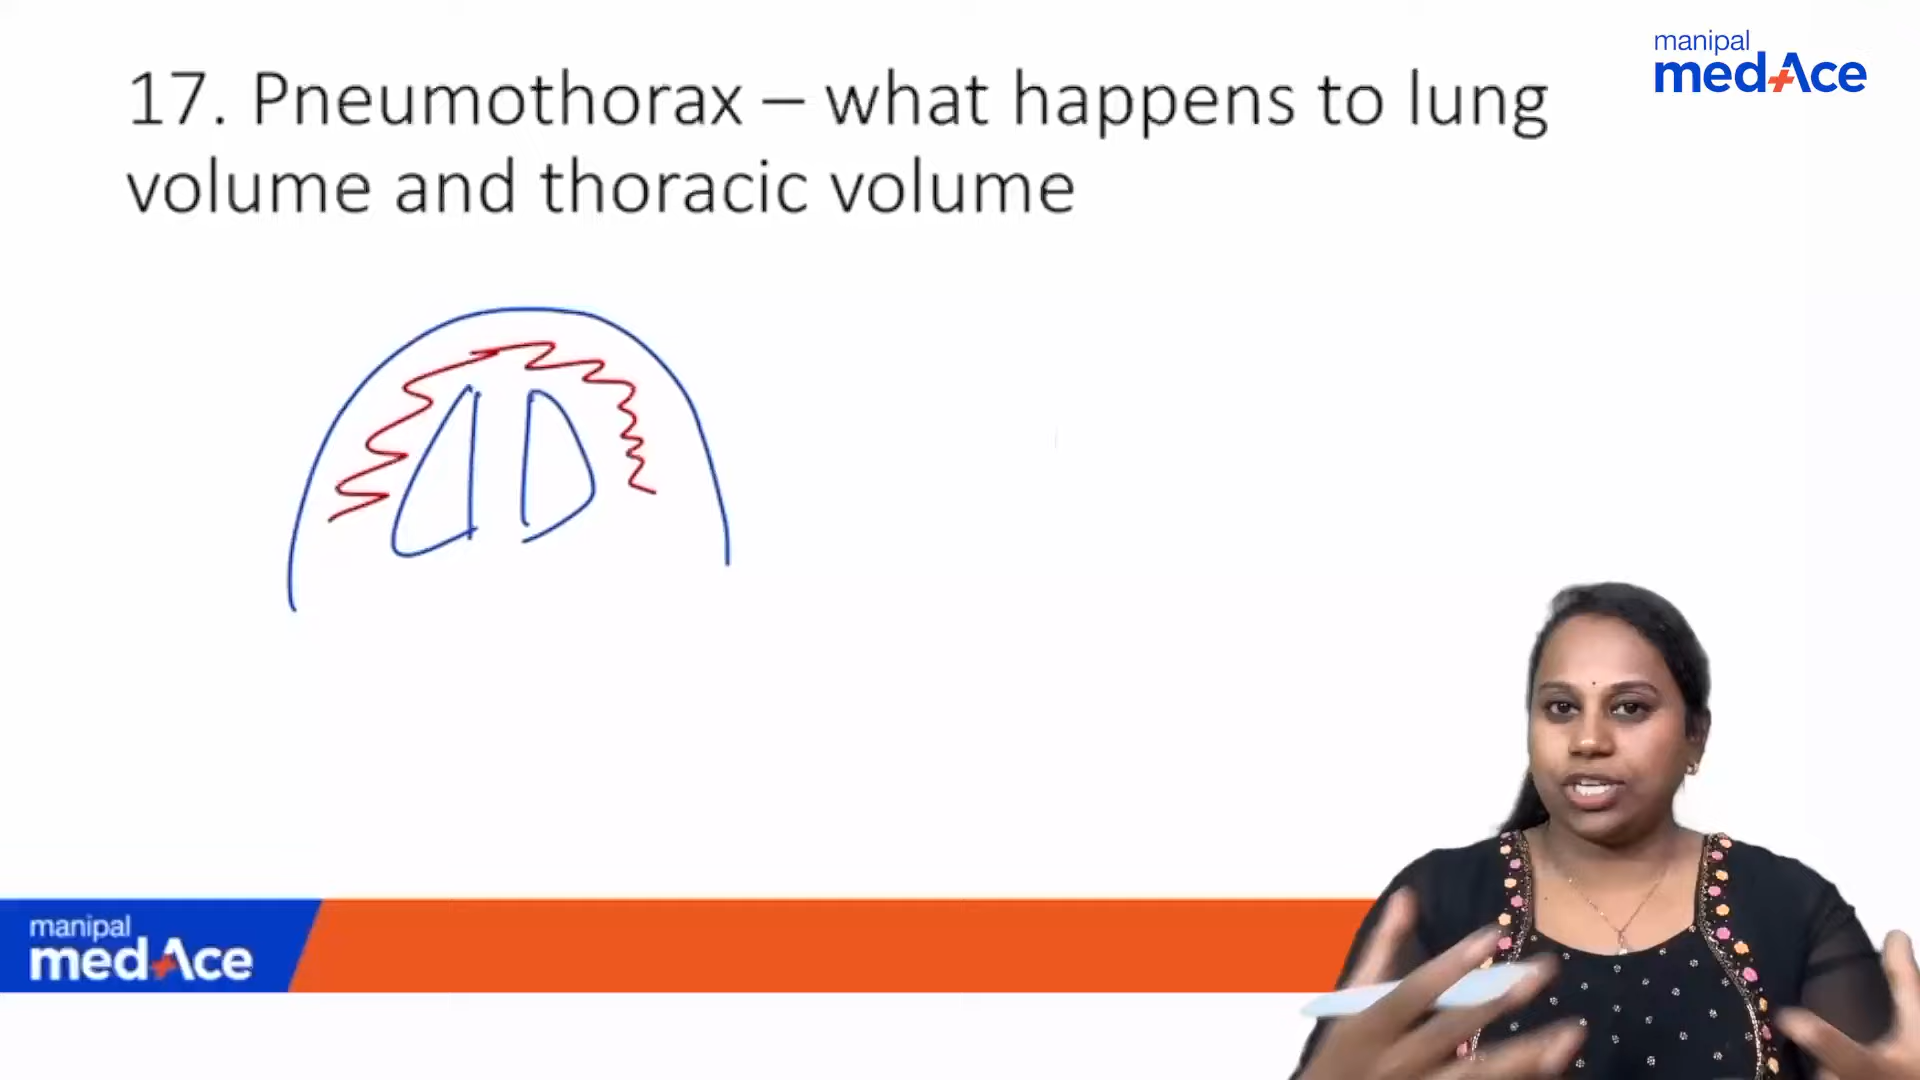 manipal
medAce
17. Pneumothorax – what happens to lung
volume and thoracic volume
manipal
medAce